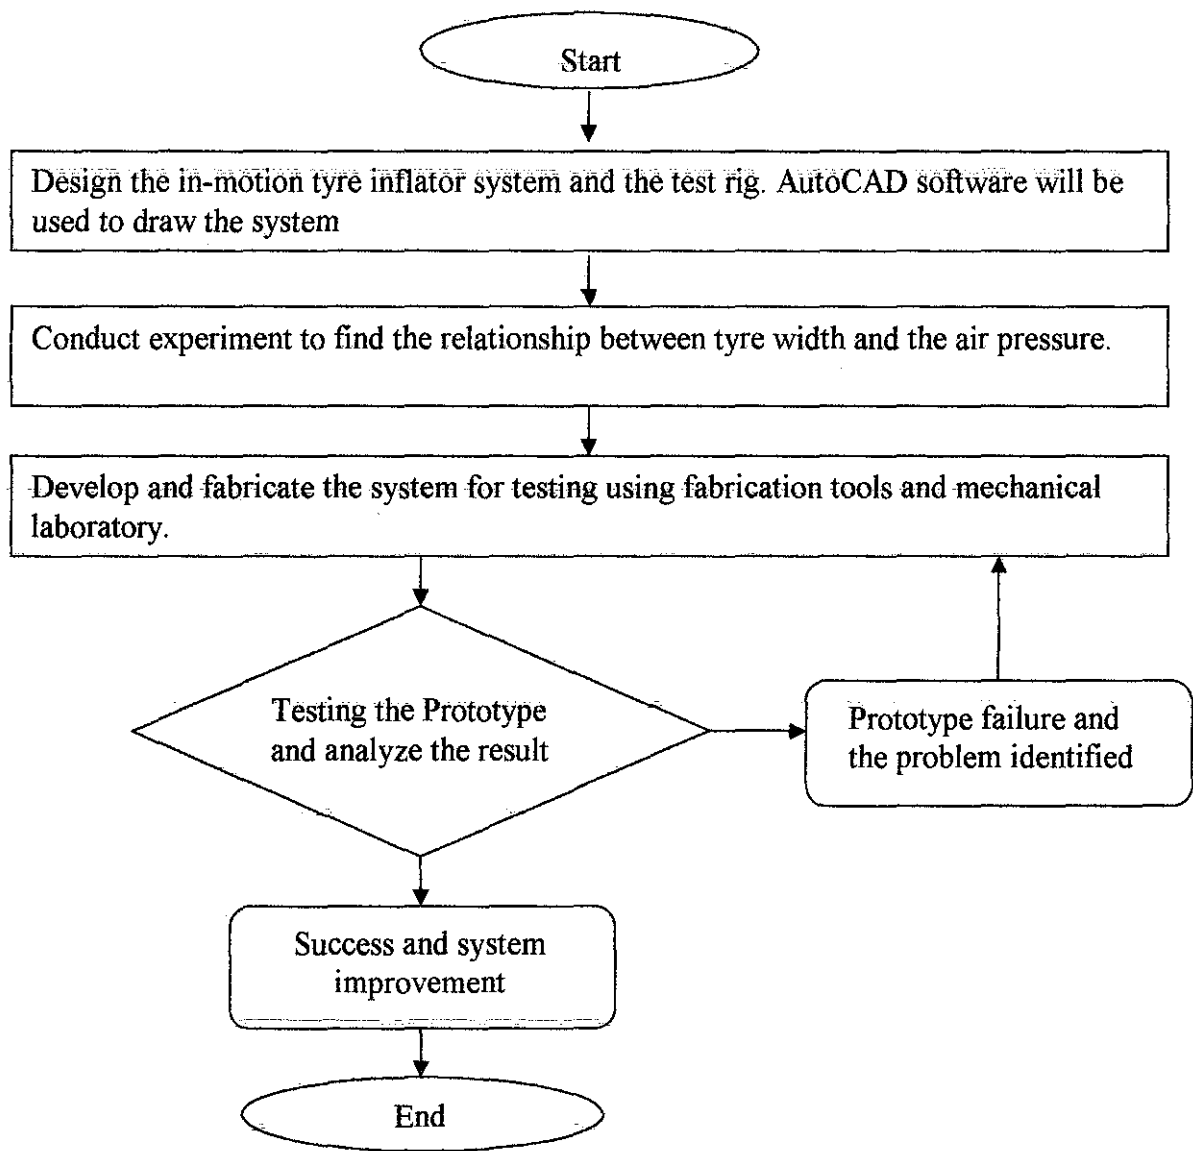 Start
Design the in-motion tyre inflator system and the test rig. AutoCAD software will be
used to draw the system
Conduct experiment to find the relationship between tyre width and the air pressure.
Develop and fabricate the system for testing using fabrication tools and mechanical
laboratory.
Testing the Prototype
and analyze the result
Prototype failure and
the problem identified
Success and system
improvement
End